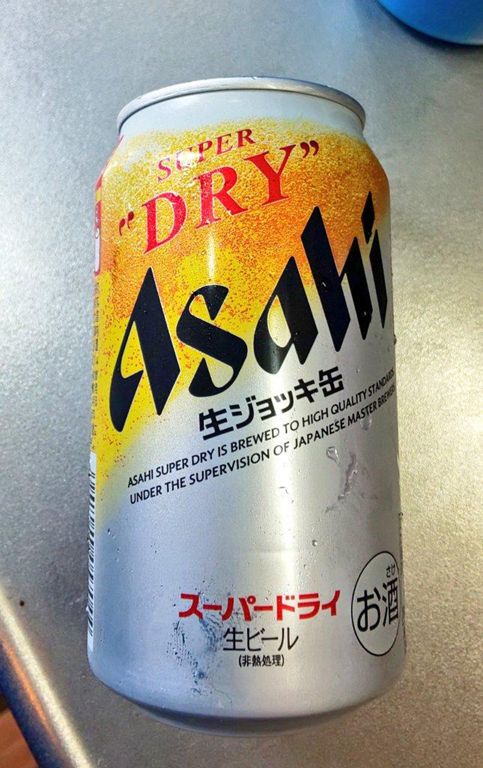 SUPER
"DRY"
Asahi
生ジョッキ缶
ASAHI SUPER DRY IS BREWED TO HIGH QUALITY STANDARDS
UNDER THE SUPERVISION OF JAPANESE MASTER BREWERS
スーパードライ
生ビール
(非熱処理)
さけ
お酒